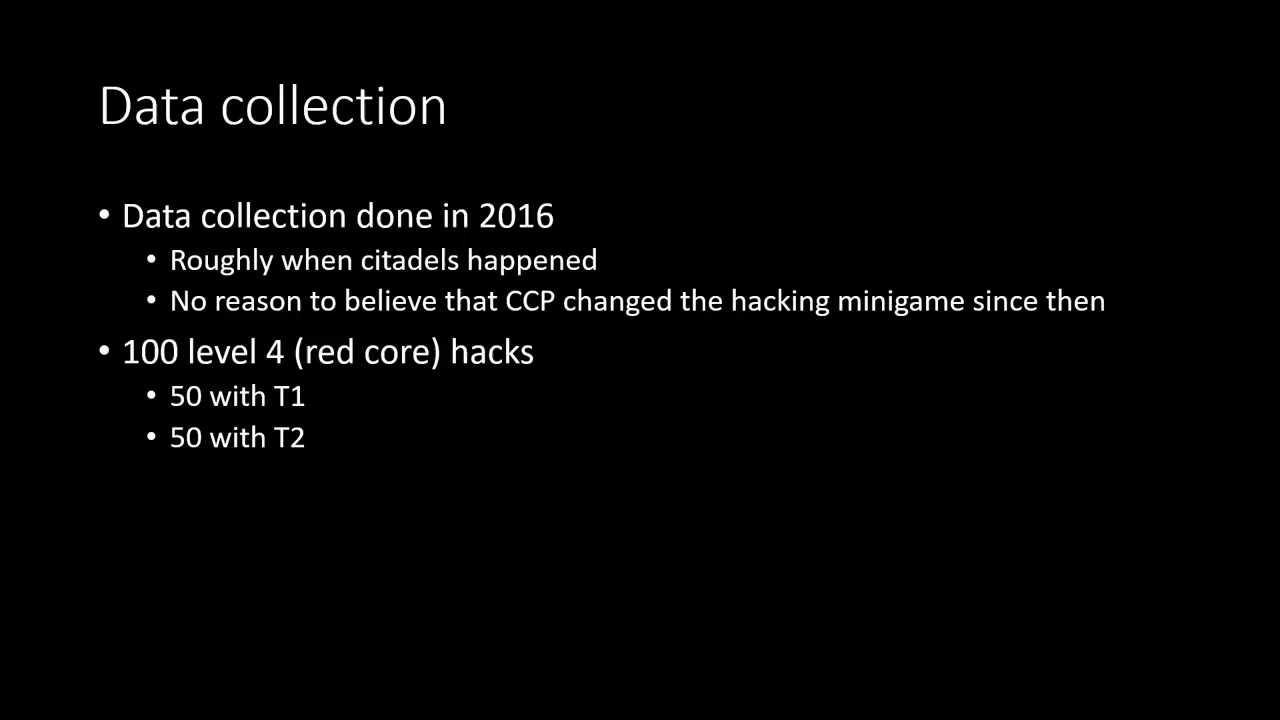 Data collection
• Data collection done in 2016
• Roughly when citadels happened
• No reason to believe that CCP changed the hacking minigame since then
• 100 level 4 (red core) hacks
• 50 with T1
• 50 with T2